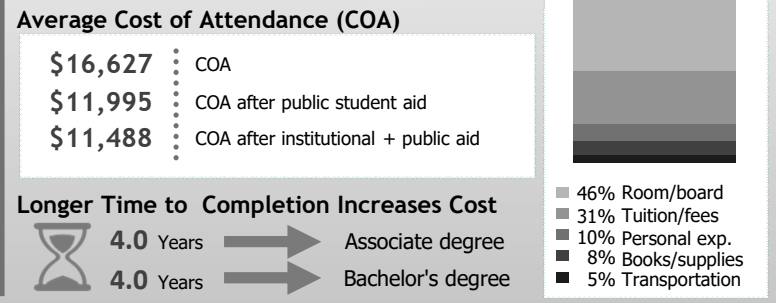 Average Cost of Attendance (COA)
$16,627 COA
$11,995 COA after public student aid
$11,488 COA after institutional + public aid
Longer Time to Completion Increases Cost
4.0 Years Associate degree
4.0 Years Bachelor's degree
46% Room/board
31% Tuition/fees
10% Personal exp.
8% Books/supplies
5% Transportation